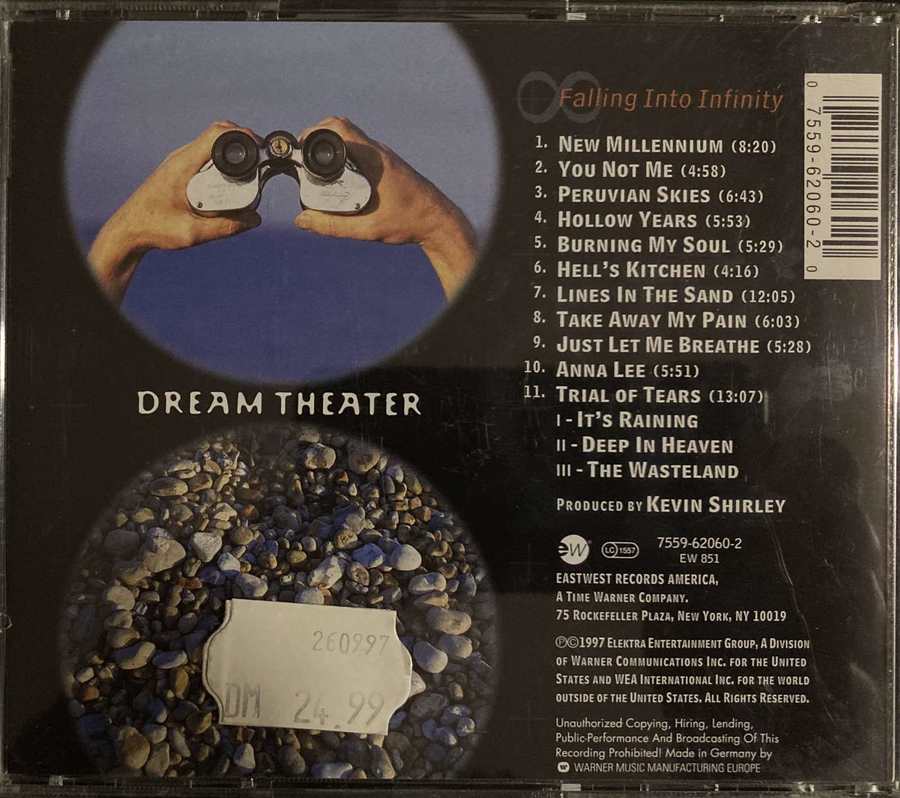 Falling Into Infinity
1. NEW MILLENNIUM (8:20)
2. YOU NOT ME (4:58)
3. PERUVIAN SKIES (6:43)
4. HOLLOW YEARS (5:53)
5. BURNING MY SOUL (5:29)
6. HELL'S KITCHEN (4:16)
7. LINES IN THE SAND (12:05)
8. TAKE AWAY MY PAIN (6:03)
9. JUST LET ME BREATHE (5:28)
10. ANNA LEE (5:51)
11. TRIAL OF TEARS (13:07)
I - IT'S RAINING
II - DEEP IN HEAVEN
III - THE WASTELAND
PRODUCED BY KEVIN SHIRLEY
0 7559-62060-2 0
DREAM THEATER
260997
DM 24.99
ew LC 1557 7559-62060-2
EW 851
EASTWEST RECORDS AMERICA,
A TIME WARNER COMPANY.
75 ROCKEFELLER PLAZA, NEW YORK, NY 10019
℗©1997 ELEKTRA ENTERTAINMENT GROUP, A DIVISION
OF WARNER COMMUNICATIONS INC. FOR THE UNITED
STATES AND WEA INTERNATIONAL INC. FOR THE WORLD
OUTSIDE OF THE UNITED STATES. ALL RIGHTS RESERVED.
Unauthorized Copying, Hiring, Lending,
Public-Performance And Broadcasting Of This
Recording Prohibited! Made in Germany by
WARNER MUSIC MANUFACTURING EUROPE